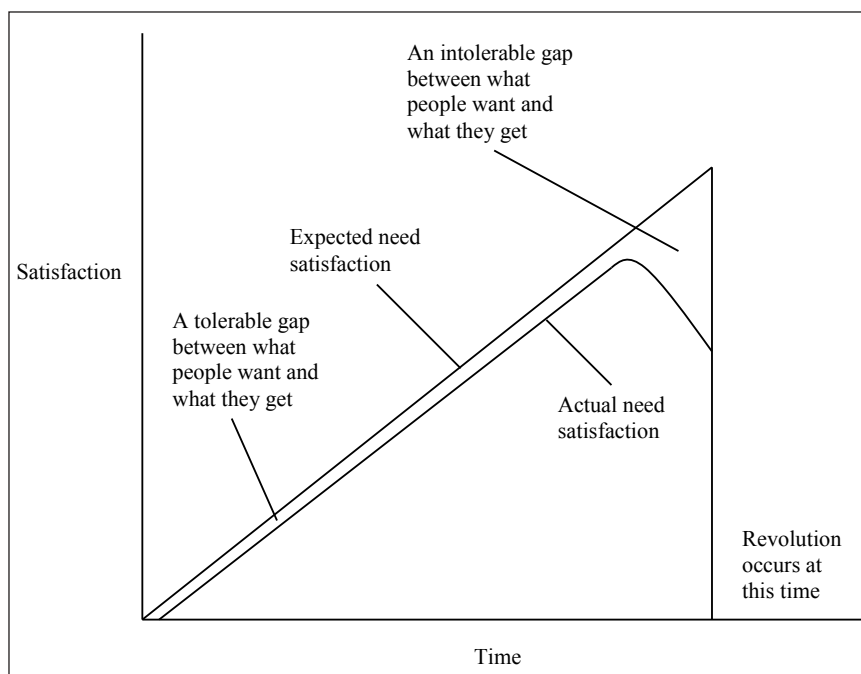 An intolerable gap
between what
people want and
what they get
Expected need
satisfaction
Satisfaction
A tolerable gap
between what
people want and
what they get
Actual need
satisfaction
Revolution
occurs at
this time
Time